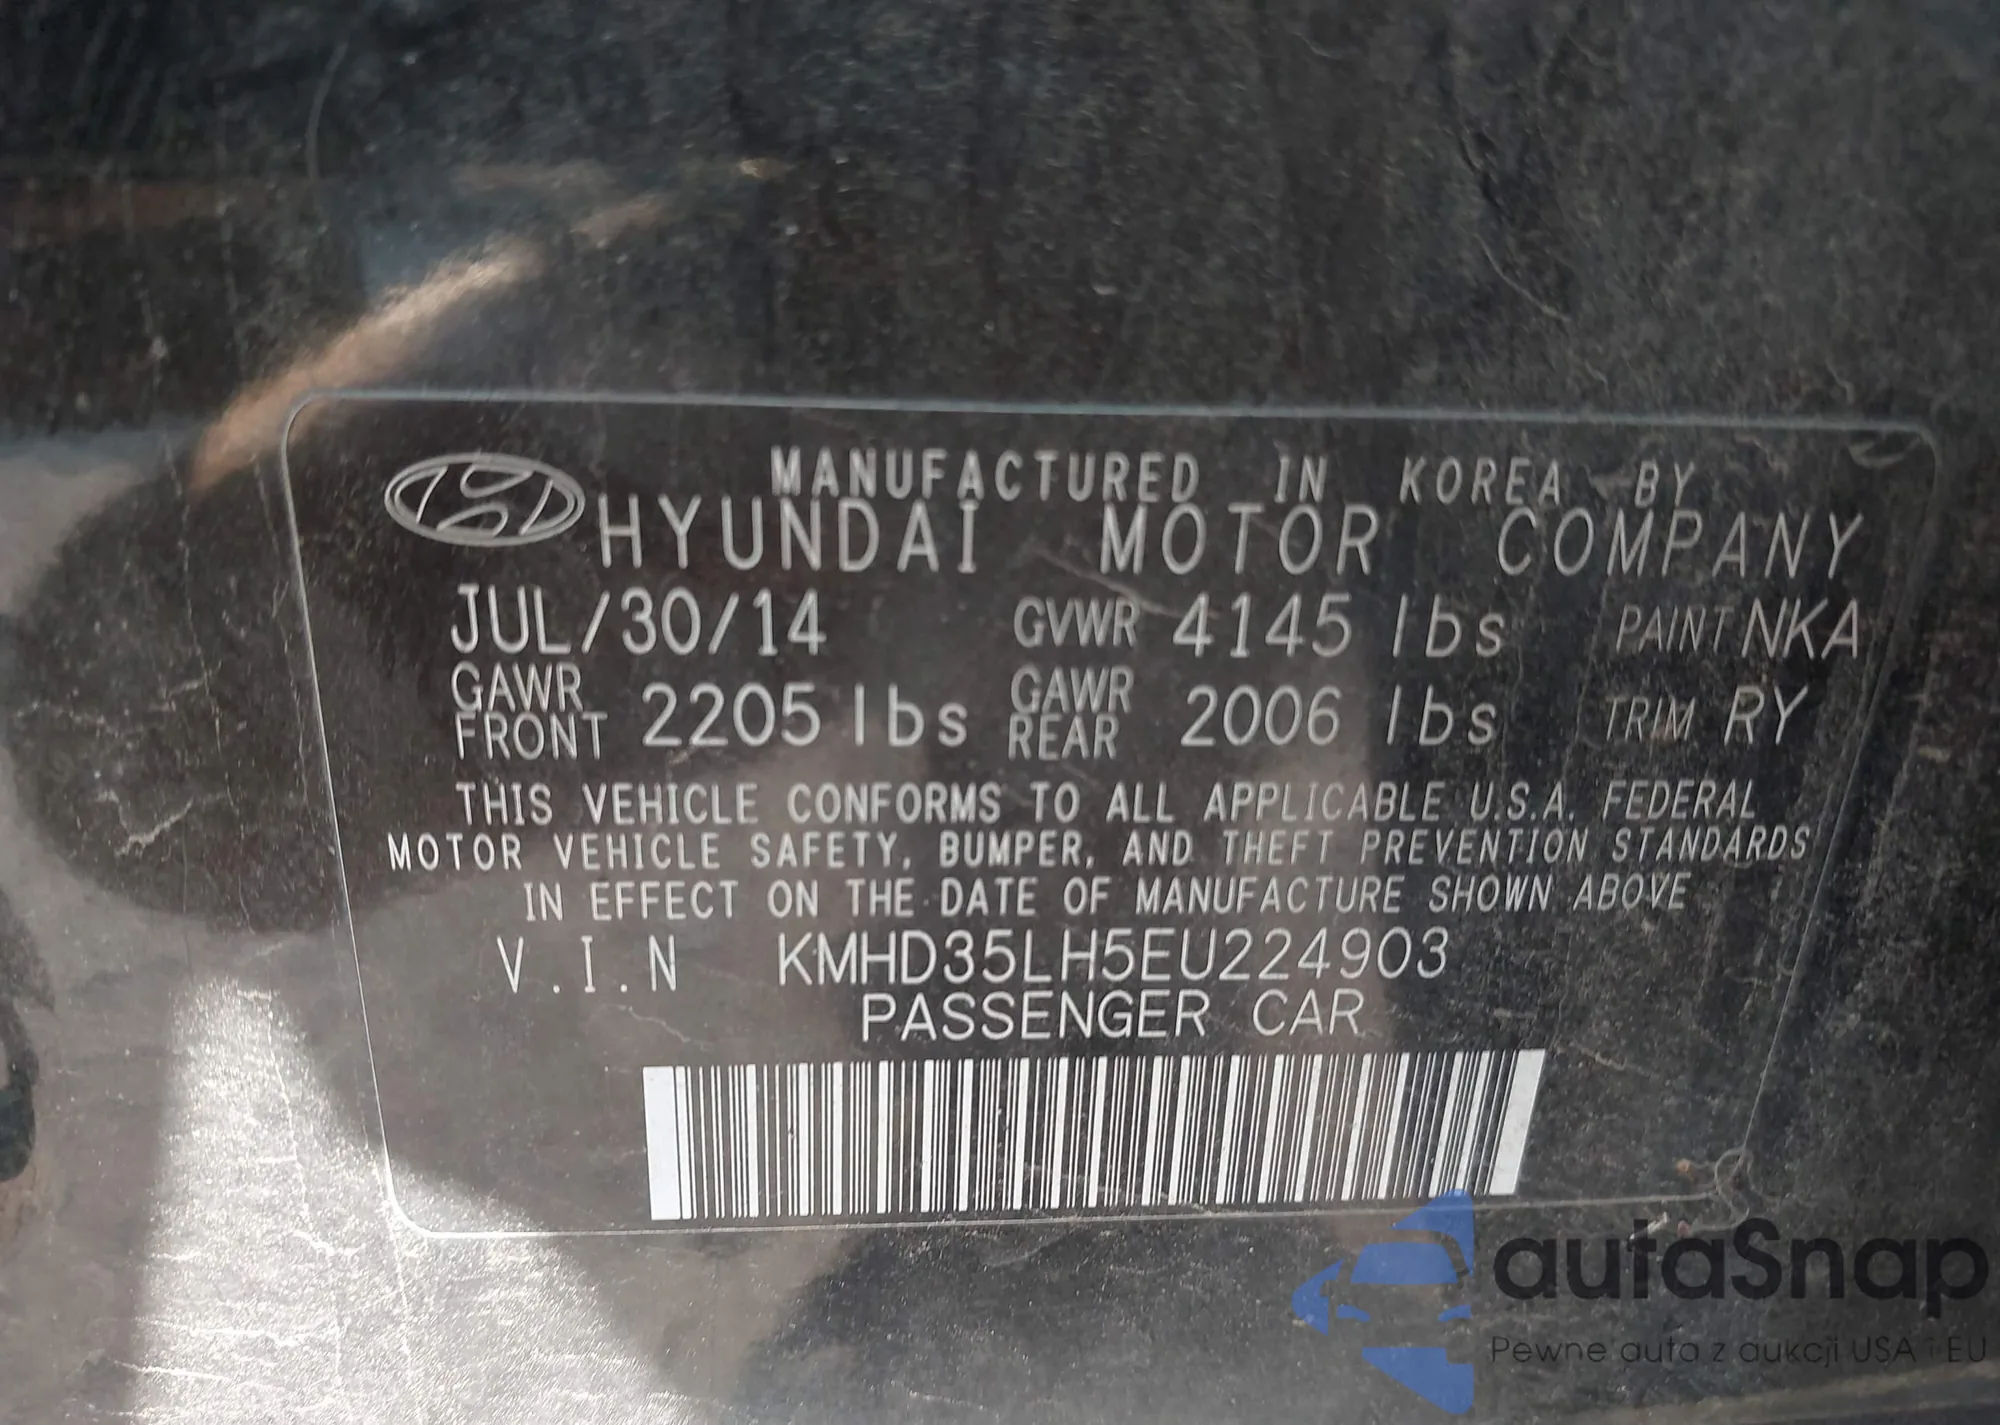 MANUFACTURED IN KOREA BY
HYUNDAI MOTOR COMPANY
JUL/30/14 GVWR 4145 lbs PAINT NKA
GAWR FRONT 2205 lbs GAWR REAR 2006 lbs TRIM RY
THIS VEHICLE CONFORMS TO ALL APPLICABLE U.S.A. FEDERAL
MOTOR VEHICLE SAFETY, BUMPER, AND THEFT PREVENTION STANDARDS
IN EFFECT ON THE DATE OF MANUFACTURE SHOWN ABOVE
V.I.N KMHD35LH5EU224903
PASSENGER CAR
autaSnap
Pewne auta z aukcji USA i EU